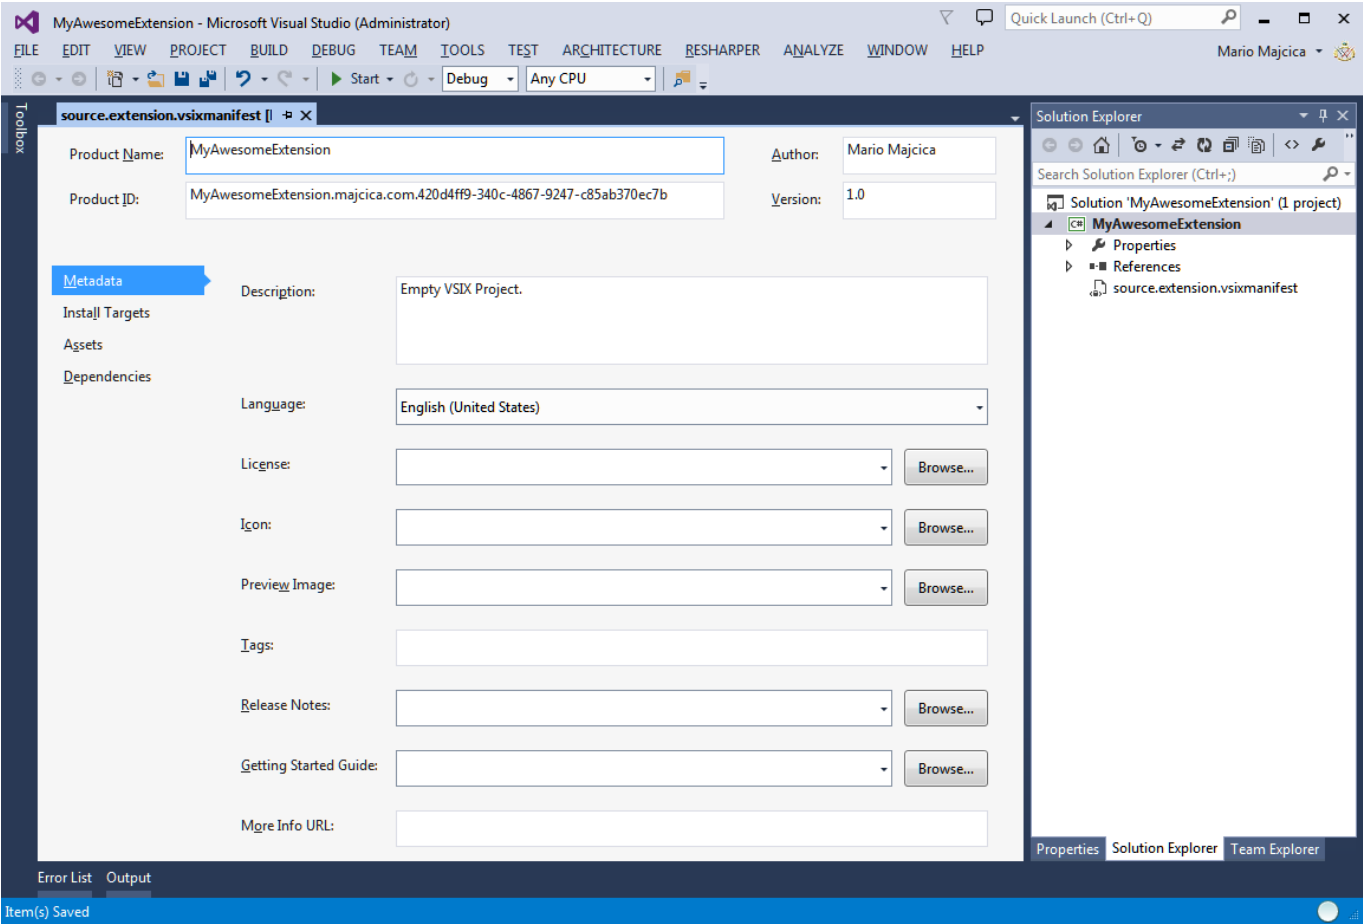 MyAwesomeExtension - Microsoft Visual Studio (Administrator)
Quick Launch (Ctrl+Q)
FILE EDIT VIEW PROJECT BUILD DEBUG TEAM TOOLS TEST ARCHITECTURE RESHARPER ANALYZE WINDOW HELP
Mario Majcica
Start Debug Any CPU
Toolbox
source.extension.vsixmanifest [
Product Name: MyAwesomeExtension
Author: Mario Majcica
Product ID: MyAwesomeExtension.majcica.com.420d4ff9-340c-4867-9247-c85ab370ec7b
Version: 1.0
Metadata
Install Targets
Assets
Dependencies
Description: Empty VSIX Project.
Language: English (United States)
License: Browse...
Icon: Browse...
Preview Image: Browse...
Tags:
Release Notes: Browse...
Getting Started Guide: Browse...
More Info URL:
Solution Explorer
Search Solution Explorer (Ctrl+;)
Solution 'MyAwesomeExtension' (1 project)
C# MyAwesomeExtension
Properties
References
source.extension.vsixmanifest
Properties Solution Explorer Team Explorer
Error List Output
Item(s) Saved